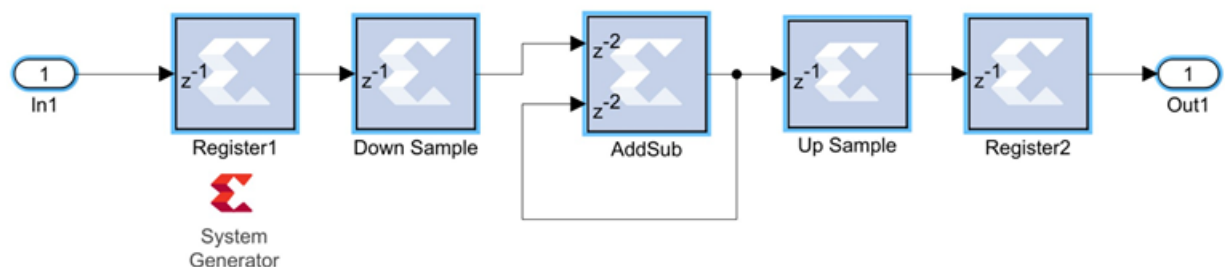 1
In1
z-1
Register1
z-1
Down Sample
z-2
z-2
AddSub
z-1
Up Sample
z-1
Register2
1
Out1
System
Generator